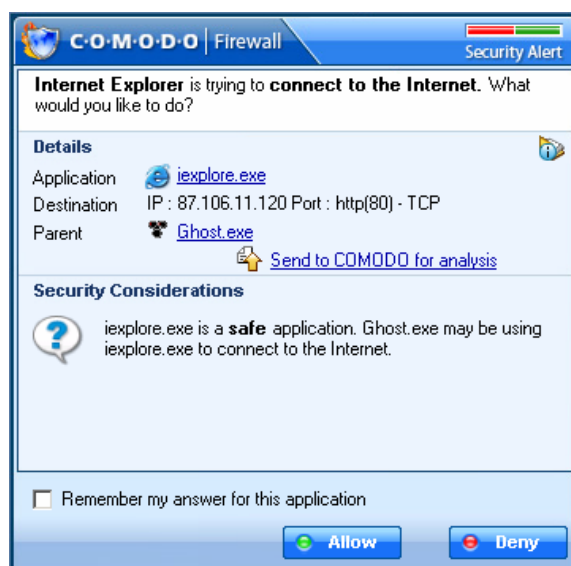 C·O·M·O·D·O | Firewall
Security Alert
Internet Explorer is trying to connect to the Internet. What
would you like to do?
Details
Application iexplore.exe
Destination IP : 87.106.11.120 Port : http(80) - TCP
Parent Ghost.exe
Send to COMODO for analysis
Security Considerations
iexplore.exe is a safe application. Ghost.exe may be using
iexplore.exe to connect to the Internet.
Remember my answer for this application
Allow Deny